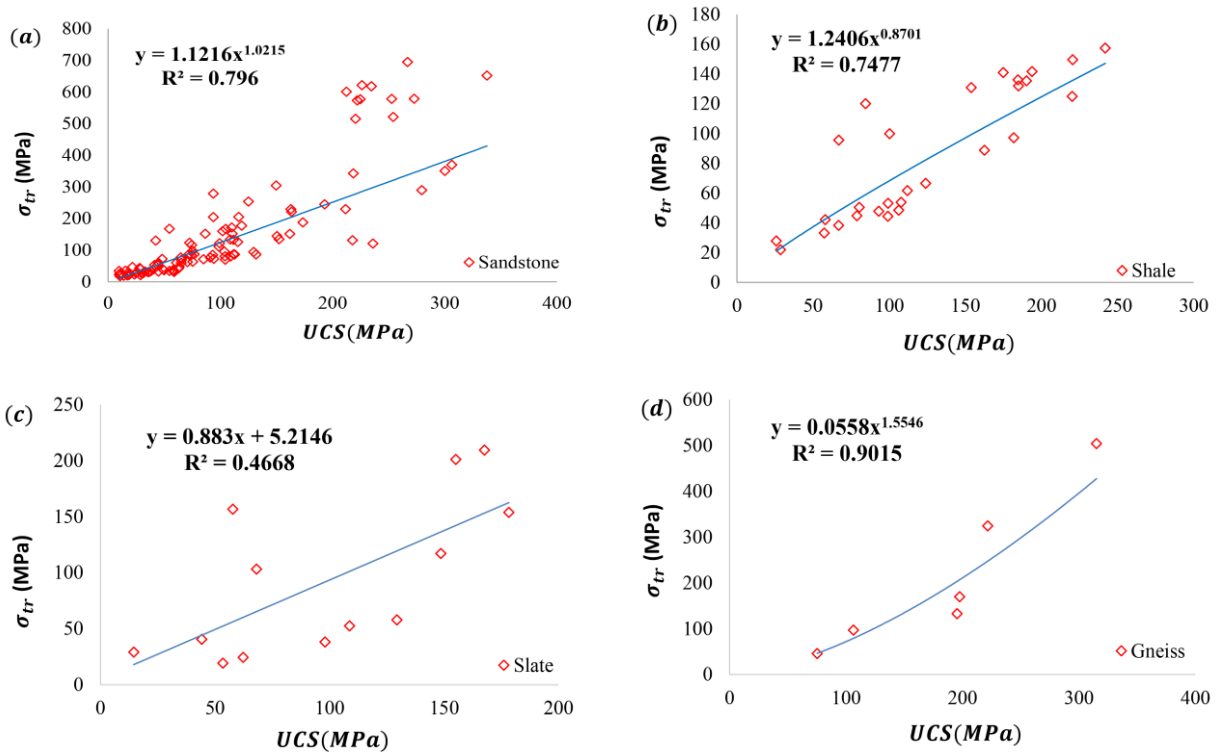 (a)
y = 1.1216x^1.0215
R² = 0.796
800
700
600
500
400
300
200
100
0
σ_tr (MPa)
0 100 200 300 400
UCS(MPa)
Sandstone
(b)
y = 1.2406x^0.8701
R² = 0.7477
180
160
140
120
100
80
60
40
20
0
σ_tr (MPa)
0 50 100 150 200 250 300
UCS(MPa)
Shale
(c)
y = 0.883x + 5.2146
R² = 0.4668
250
200
150
100
50
0
σ_tr (MPa)
0 50 100 150 200
UCS(MPa)
Slate
(d)
y = 0.0558x^1.5546
R² = 0.9015
600
500
400
300
200
100
0
σ_tr (MPa)
0 100 200 300 400
UCS(MPa)
Gneiss